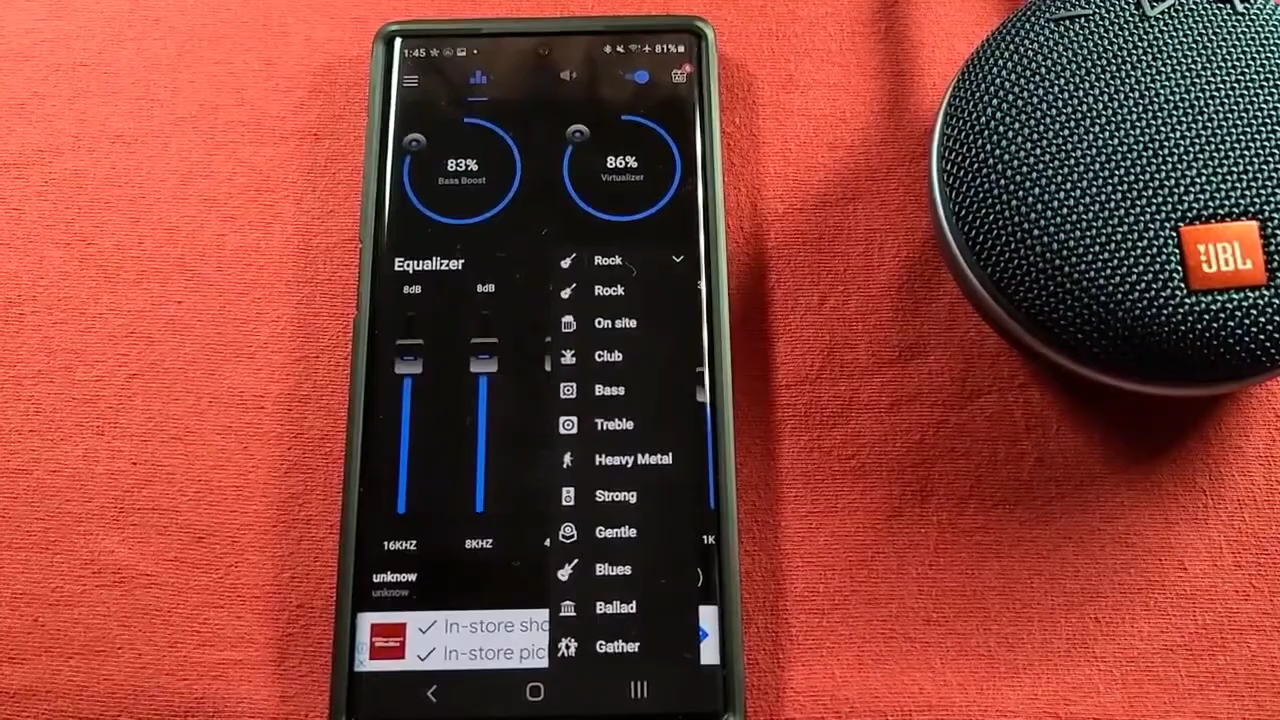 1:45
81%
83%
Bass Boost
86%
Virtualizer
Equalizer
Rock
8dB
8dB
Rock
On site
Club
Bass
Treble
Heavy Metal
Strong
Gentle
Blues
Ballad
Gather
16KHZ
8KHZ
4
1K
unknow
unknow
In-store sho
In-store pic
JBL